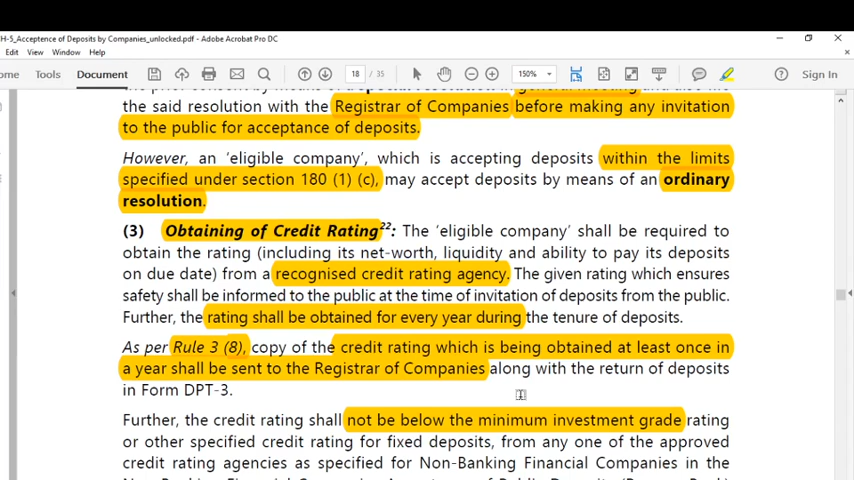 H-5_Acceptance of Deposits by Companies_unlocked.pdf - Adobe Acrobat Pro DC
Edit View Window Help
ome Tools Document 18 / 35 150% Sign In
the said resolution with the Registrar of Companies before making any invitation
to the public for acceptance of deposits.
However, an ‘eligible company’, which is accepting deposits within the limits
specified under section 180 (1) (c), may accept deposits by means of an ordinary
resolution.
(3) Obtaining of Credit Rating22: The ‘eligible company’ shall be required to
obtain the rating (including its net-worth, liquidity and ability to pay its deposits
on due date) from a recognised credit rating agency. The given rating which ensures
safety shall be informed to the public at the time of invitation of deposits from the public.
Further, the rating shall be obtained for every year during the tenure of deposits.
As per Rule 3 (8), copy of the credit rating which is being obtained at least once in
a year shall be sent to the Registrar of Companies along with the return of deposits
in Form DPT-3.
Further, the credit rating shall not be below the minimum investment grade rating
or other specified credit rating for fixed deposits, from any one of the approved
credit rating agencies as specified for Non-Banking Financial Companies in the